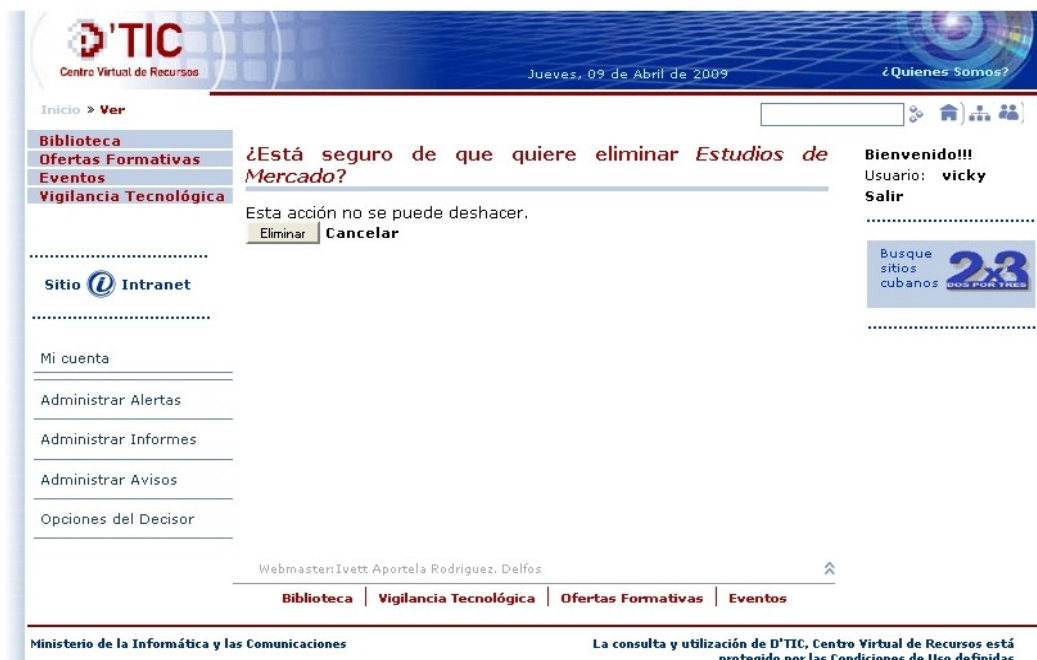 D'TIC
Centro Virtual de Recursos
Jueves, 09 de Abril de 2009
¿Quienes Somos?
Inicio » Ver
Biblioteca
Ofertas Formativas
Eventos
Vigilancia Tecnológica
Sitio i Intranet
Mi cuenta
Administrar Alertas
Administrar Informes
Administrar Avisos
Opciones del Decisor
¿Está seguro de que quiere eliminar Estudios de
Mercado?
Esta acción no se puede deshacer.
Eliminar Cancelar
Bienvenido!!!
Usuario: vicky
Salir
Busque
sitios
cubanos
2x3
DOS POR TRES
Webmaster:Ivett Aportela Rodriguez. Delfos
Biblioteca | Vigilancia Tecnológica | Ofertas Formativas | Eventos
Ministerio de la Informática y las Comunicaciones
La consulta y utilización de D'TIC, Centro Virtual de Recursos está
protegido por las Condiciones de Uso definidas